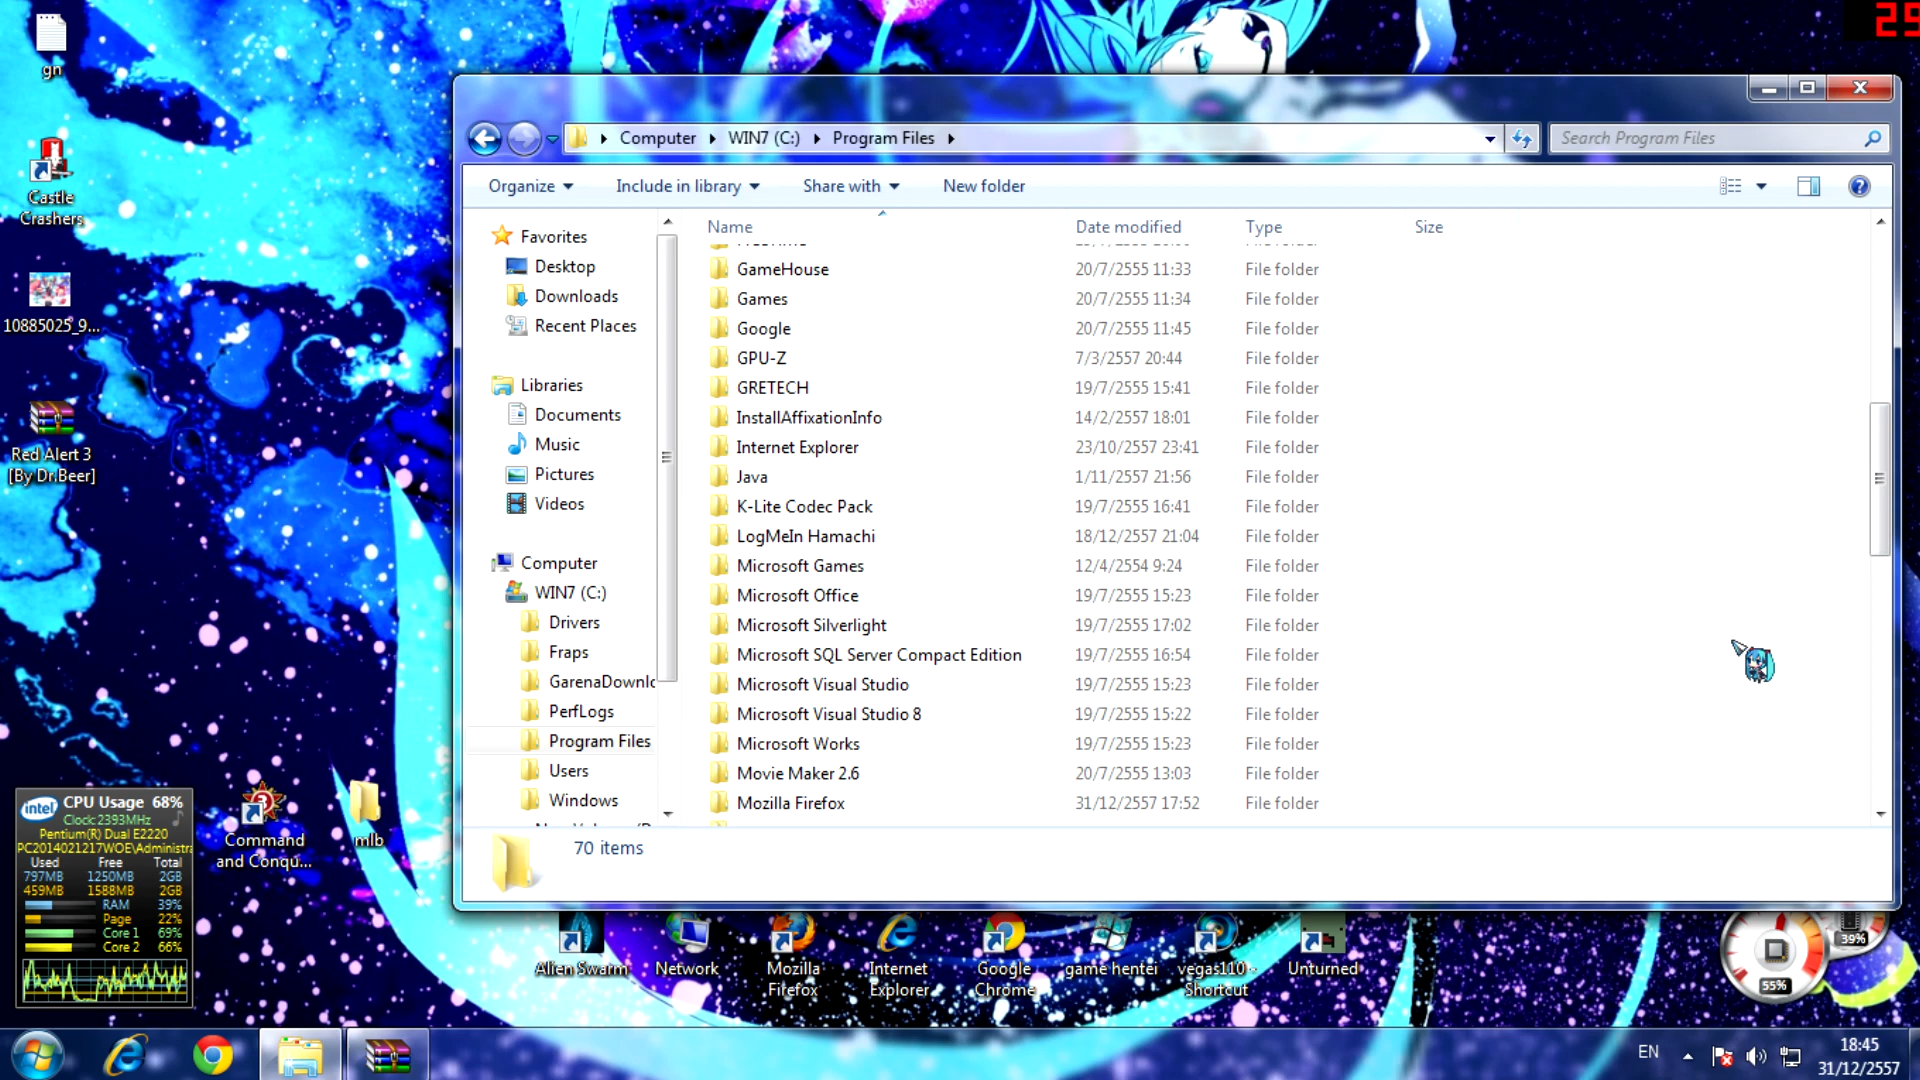 29
gn
Castle
Crashers
10885025_9...
Red Alert 3
[By Dr.Beer]
Computer WIN7 (C:) Program Files
Search Program Files
Organize Include in library Share with New folder
Favorites
Desktop
Downloads
Recent Places
Libraries
Documents
Music
Pictures
Videos
Computer
WIN7 (C:)
Drivers
Fraps
GarenaDownlo
PerfLogs
Program Files
Users
Windows
Name Date modified Type Size
GameHouse 20/7/2555 11:33 File folder
Games 20/7/2555 11:34 File folder
Google 20/7/2555 11:45 File folder
GPU-Z 7/3/2557 20:44 File folder
GRETECH 19/7/2555 15:41 File folder
InstallAffixationInfo 14/2/2557 18:01 File folder
Internet Explorer 23/10/2557 23:41 File folder
Java 1/11/2557 21:56 File folder
K-Lite Codec Pack 19/7/2555 16:41 File folder
LogMeIn Hamachi 18/12/2557 21:04 File folder
Microsoft Games 12/4/2554 9:24 File folder
Microsoft Office 19/7/2555 15:23 File folder
Microsoft Silverlight 19/7/2555 17:02 File folder
Microsoft SQL Server Compact Edition 19/7/2555 16:54 File folder
Microsoft Visual Studio 19/7/2555 15:23 File folder
Microsoft Visual Studio 8 19/7/2555 15:22 File folder
Microsoft Works 19/7/2555 15:23 File folder
Movie Maker 2.6 20/7/2555 13:03 File folder
Mozilla Firefox 31/12/2557 17:52 File folder
70 items
intel CPU Usage 68%
Clock:2393MHz
Pentium(R) Dual E2220
PC2014021217WOE\Administra
Used Free Total
797MB 1250MB 2GB
459MB 1588MB 2GB
RAM 39%
Page 22%
Core 1 69%
Core 2 66%
Command
and Conqu...
mlb
Alien Swarm
Network
Mozilla
Firefox
Internet
Explorer
Google
Chrome
game hentei
vegas110 -
Shortcut
Unturned
39%
55%
EN
18:45
31/12/2557